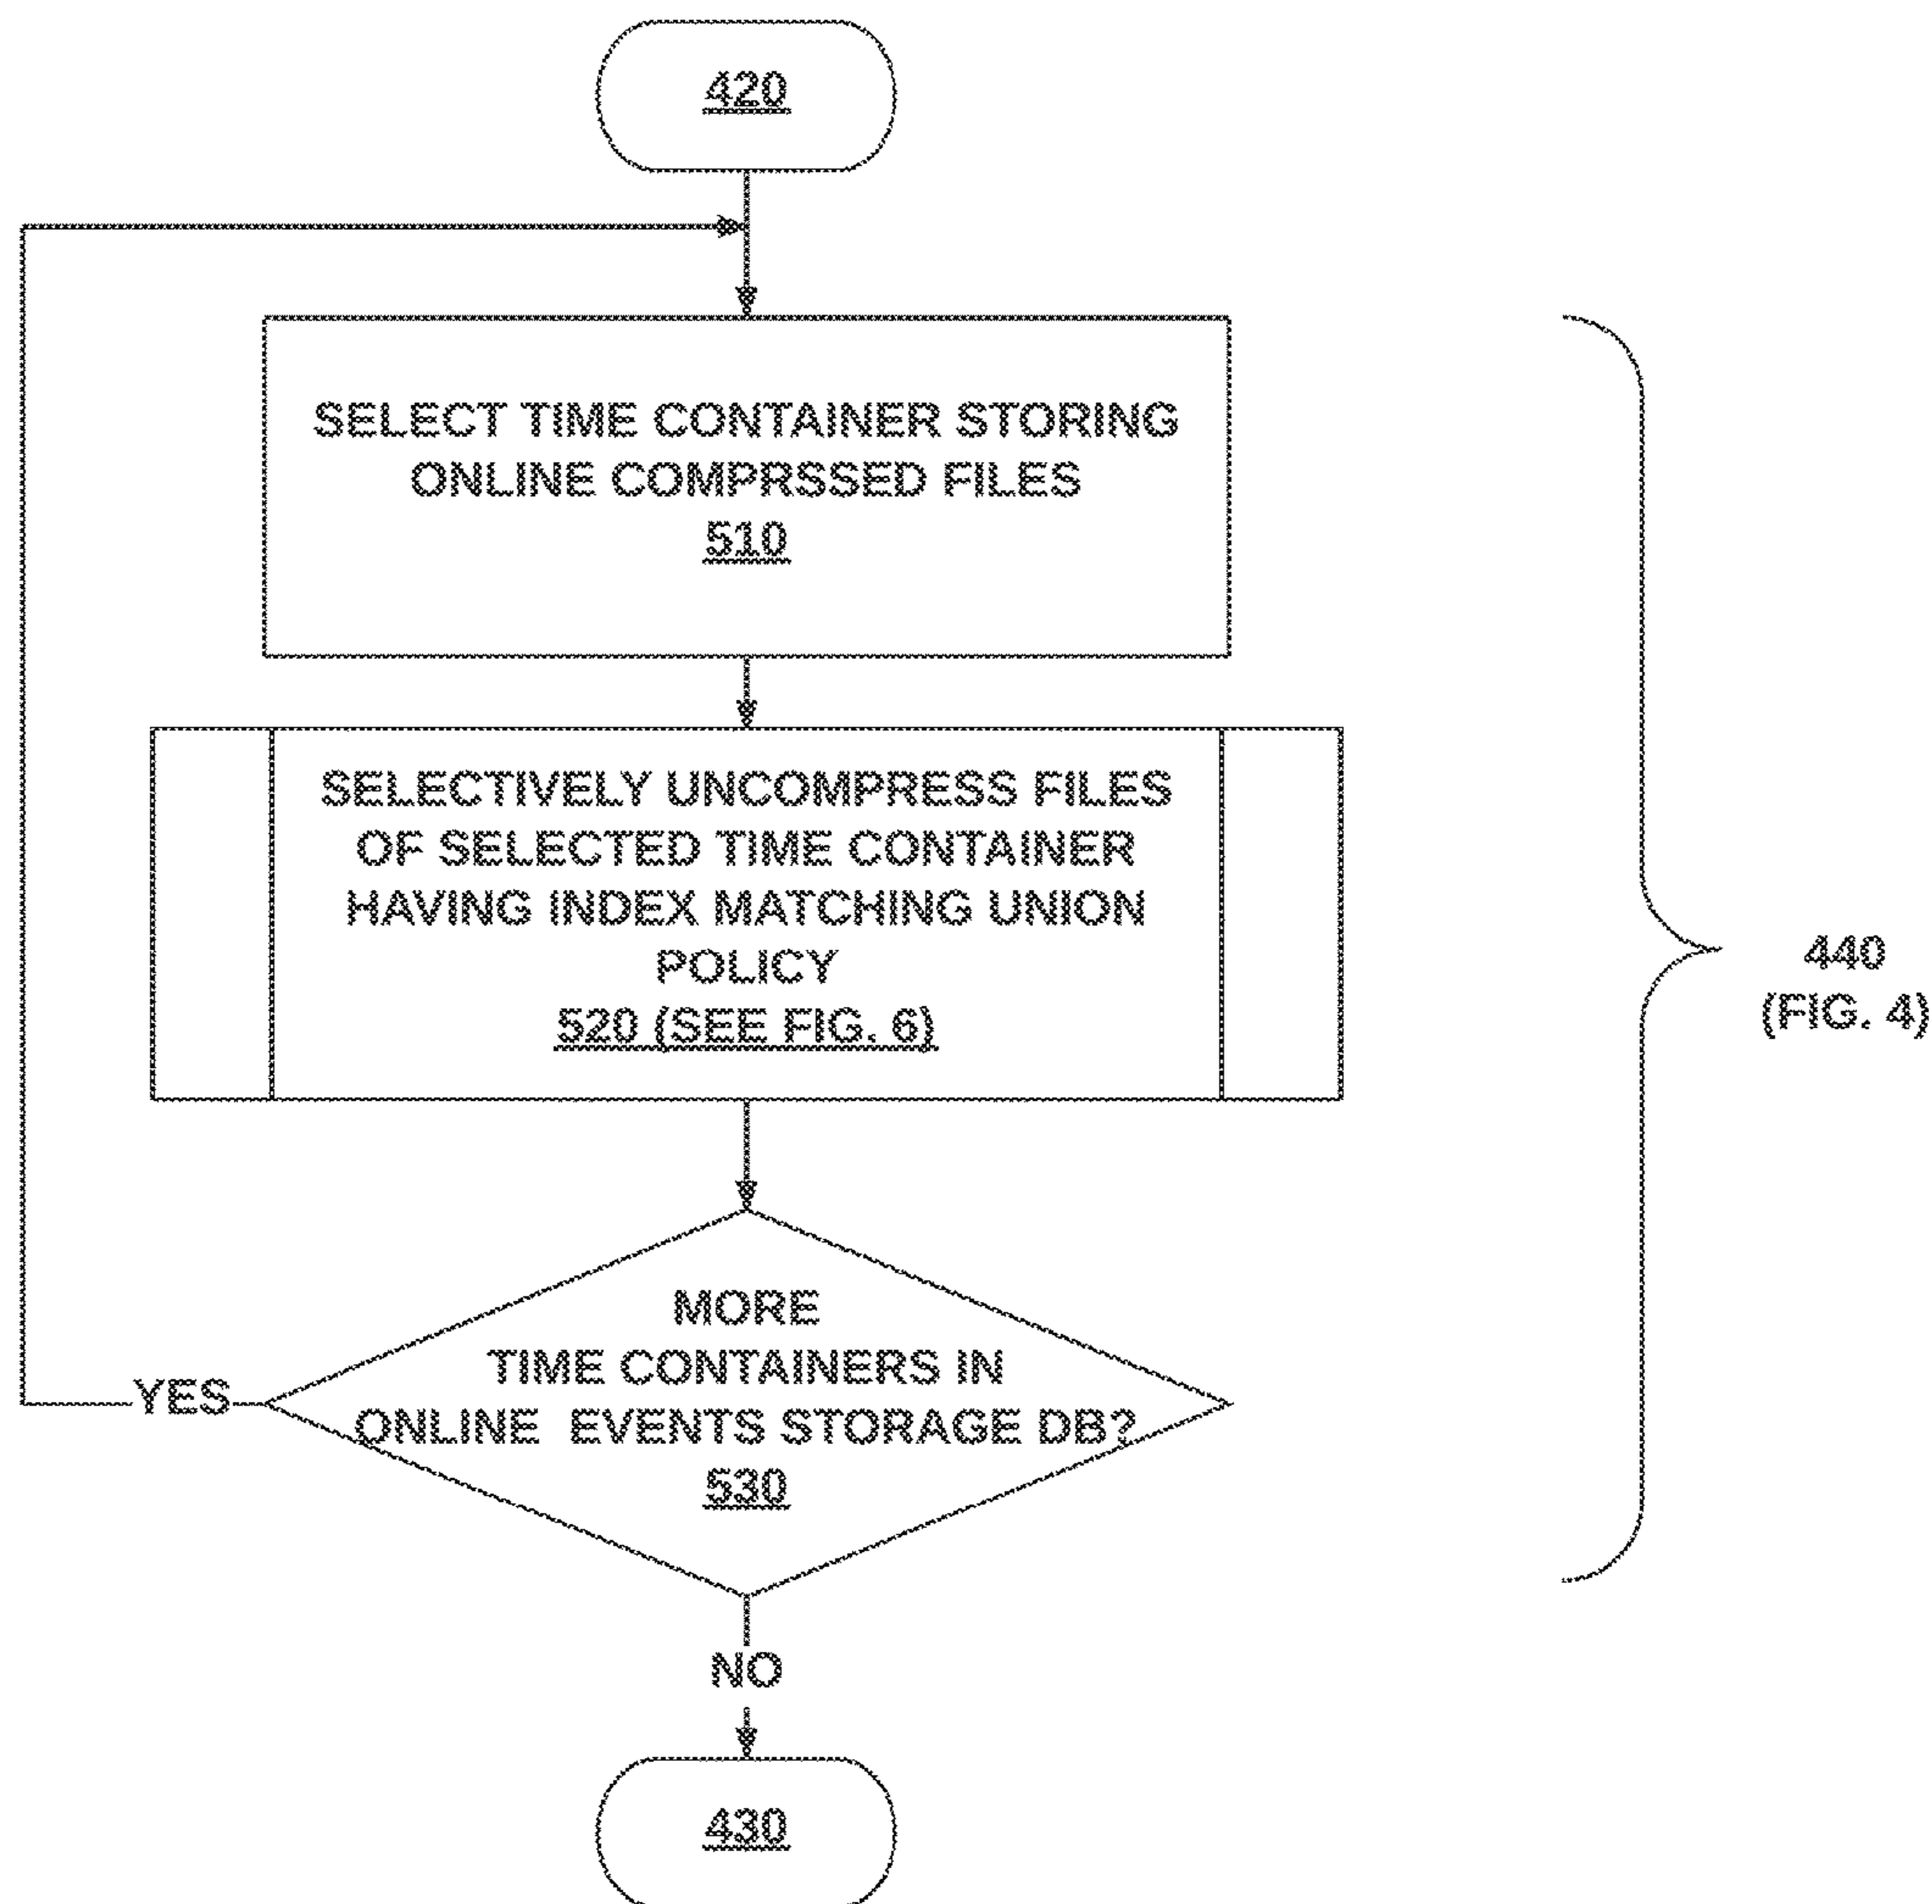 420
SELECT TIME CONTAINER STORING
ONLINE COMPRSSED FILES
510
SELECTIVELY UNCOMPRESS FILES
OF SELECTED TIME CONTAINER
HAVING INDEX MATCHING UNION
POLICY
520 (SEE FIG. 6)
440
(FIG. 4)
MORE
TIME CONTAINERS IN
ONLINE EVENTS STORAGE DB?
530
YES
NO
430